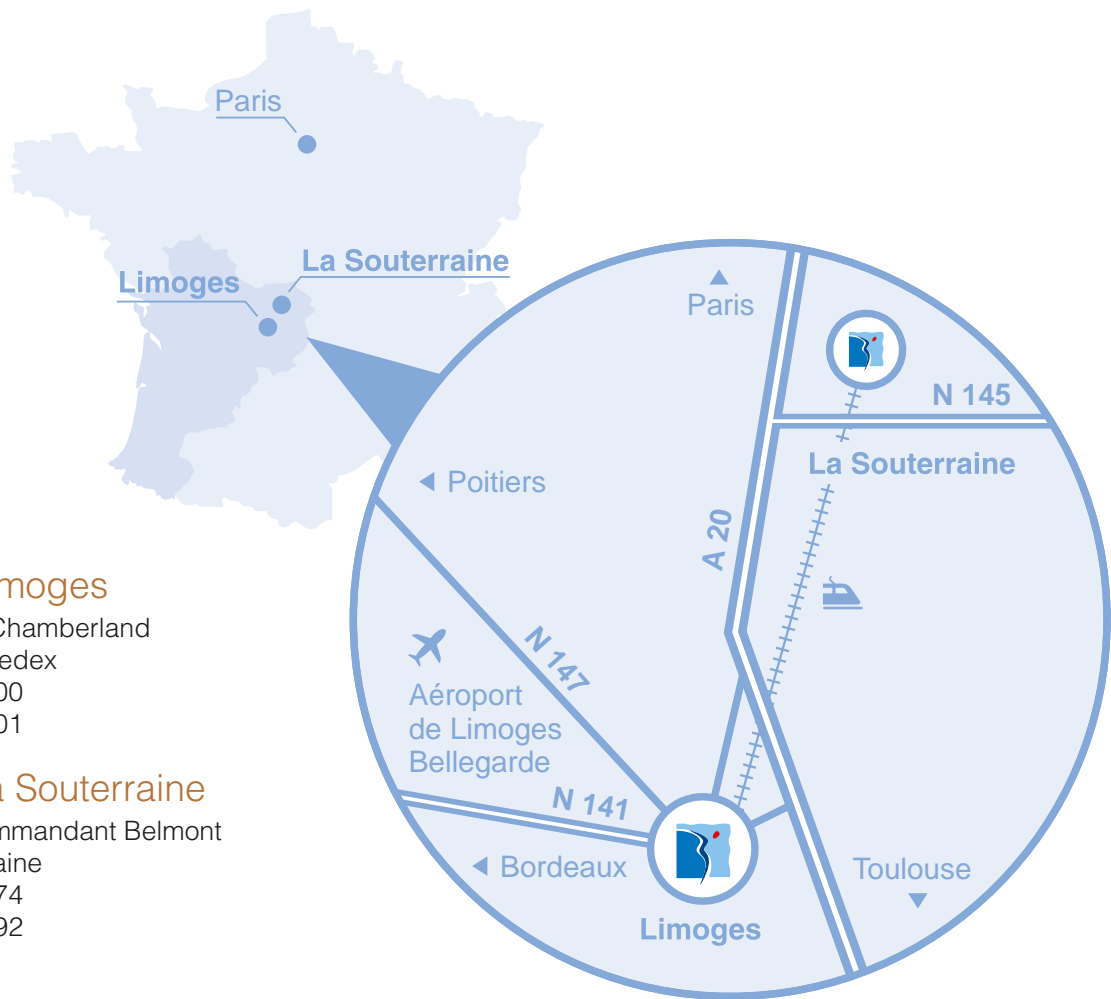 Paris
La Souterraine
Limoges
Paris
N 145
La Souterraine
Poitiers
A 20
N 147
Aéroport
de Limoges
Bellegarde
N 141
Bordeaux
Toulouse
Limoges
imoges
Chamberland
edex
00
01
a Souterraine
mmandant Belmont
aine
74
92